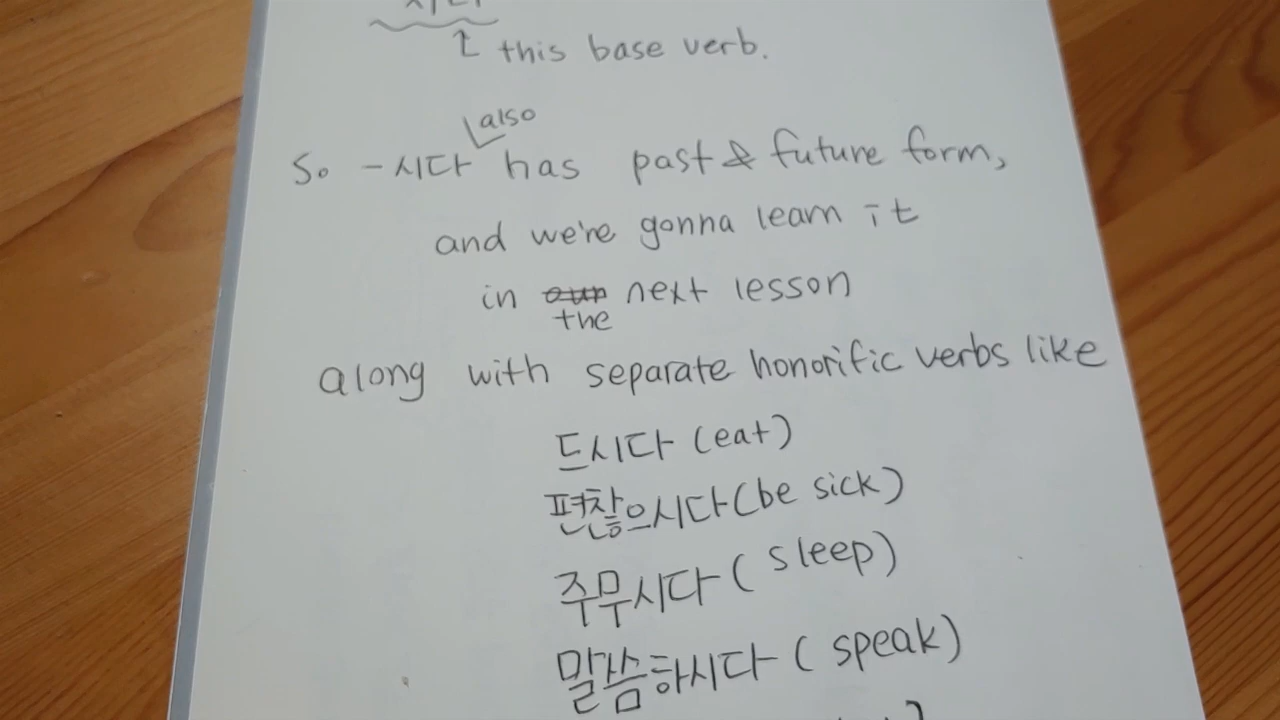 ↑ this base verb.
also
So -시다 has past & future form,
and we're gonna learn it
in our next lesson
the
along with separate honorific verbs like
드시다 (eat)
편찮으시다 (be sick)
주무시다 ( sleep)
말씀하시다 ( speak)